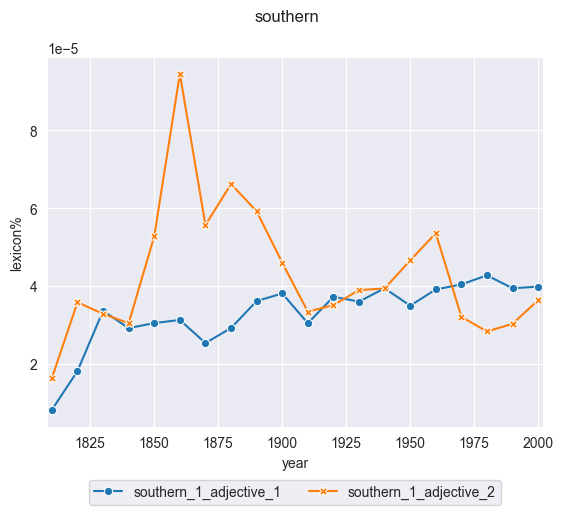 southern
1e−5
8
6
4
2
lexicon%
1825 1850 1875 1900 1925 1950 1975 2000
year
southern_1_adjective_1 southern_1_adjective_2